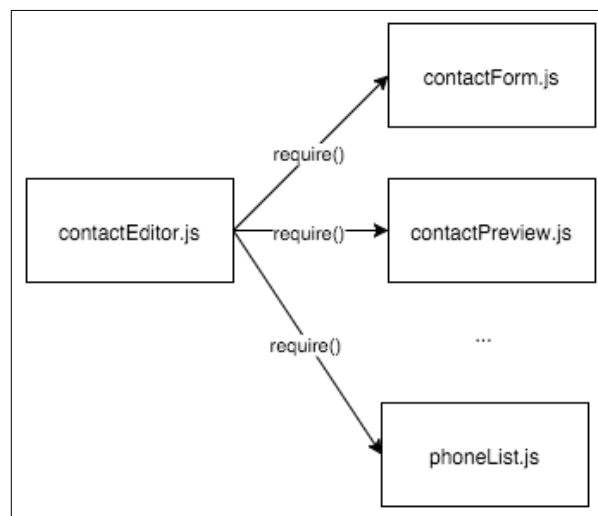 contactForm.js
require()
contactEditor.js
require()
contactPreview.js
require()
...
phoneList.js